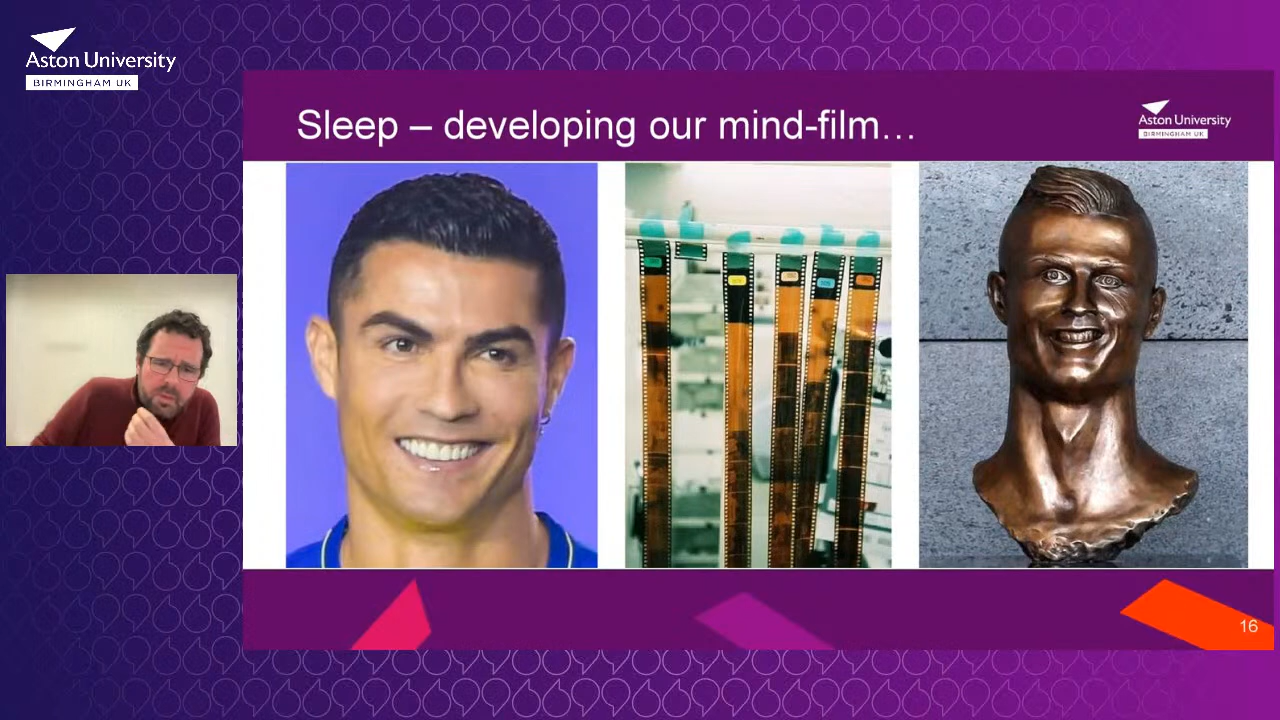 Aston University
BIRMINGHAM UK
Sleep – developing our mind-film…
Aston University
BIRMINGHAM UK
16